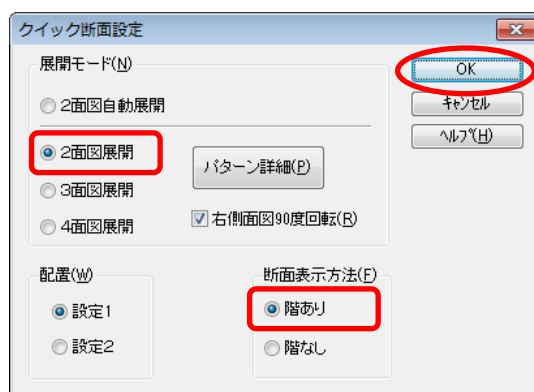 クイック断面設定
展開モード(N)
2面図自動展開
2面図展開
3面図展開
4面図展開
パターン詳細(P)
右側面図90度回転(R)
OK
キャンセル
ヘルプ(H)
配置(W)
設定1
設定2
断面表示方法(F)
階あり
階なし